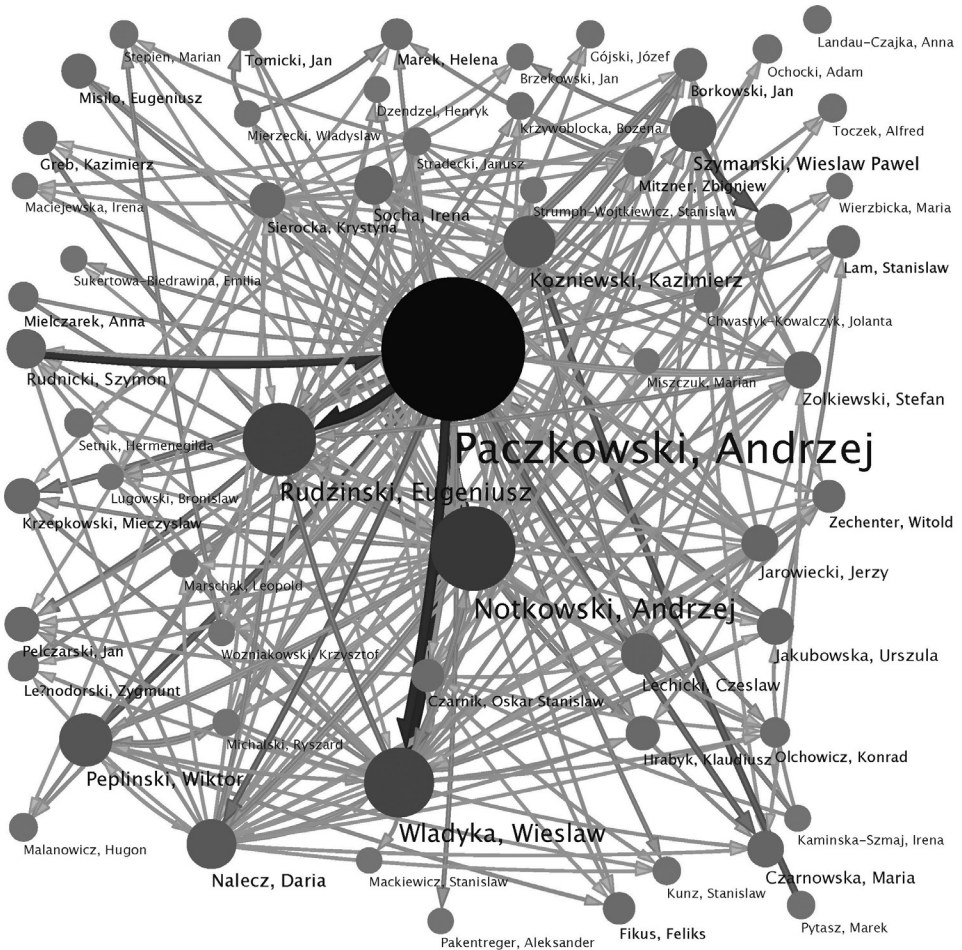 Landau-Czajka, Anna
Stepien, Marian
Tomicki, Jan
Marek, Helena
Gójski, Józef
Ochocki, Adam
Brzekowski, Jan
Borkowski, Jan
Misilo, Eugeniusz
Dzendzel, Henryk
Mierzecki, Wladyslaw
Krzywoblocka, Bozena
Toczek, Alfred
Greb, Kazimierz
Stradecki, Janusz
Szymanski, Wieslaw Pawel
Mitzner, Zbigniew
Maciejewska, Irena
Sierocka, Krystyna
Socha, Irena
Strumph-Wojtkiewicz, Stanislaw
Wierzbicka, Maria
Sukertowa-Biedrawina, Emilia
Kozniewski, Kazimierz
Lam, Stanislaw
Mielczarek, Anna
Chwastyk-Kowalczyk, Jolanta
Rudnicki, Szymon
Miszczuk, Marian
Zolkiewski, Stefan
Setnik, Hermenegilda
Paczkowski, Andrzej
Lugowski, Bronislaw
Rudzinski, Eugeniusz
Krzepkowski, Mieczyslaw
Zechenter, Witold
Marschak, Leopold
Jarowiecki, Jerzy
Notkowski, Andrzej
Pelczarski, Jan
Wozniakowski, Krzysztof
Jakubowska, Urszula
Le?nodorski, Zygmunt
Lechicki, Czeslaw
Czarnik, Oskar Stanislaw
Michalski, Ryszard
Hrabyk, Klaudiusz
Olchowicz, Konrad
Peplinski, Wiktor
Malanowicz, Hugon
Wladyka, Wieslaw
Kaminska-Szmaj, Irena
Nalecz, Daria
Mackiewicz, Stanislaw
Czarnowska, Maria
Kunz, Stanislaw
Pakentreger, Aleksander
Fikus, Feliks
Pytasz, Marek